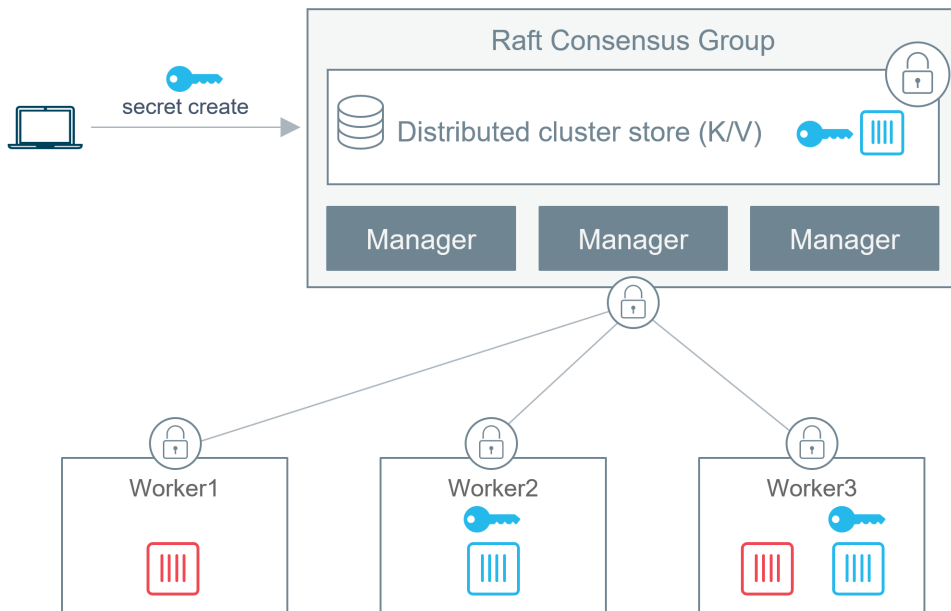 Raft Consensus Group
secret create
Distributed cluster store (K/V)
Manager
Manager
Manager
Worker1
Worker2
Worker3